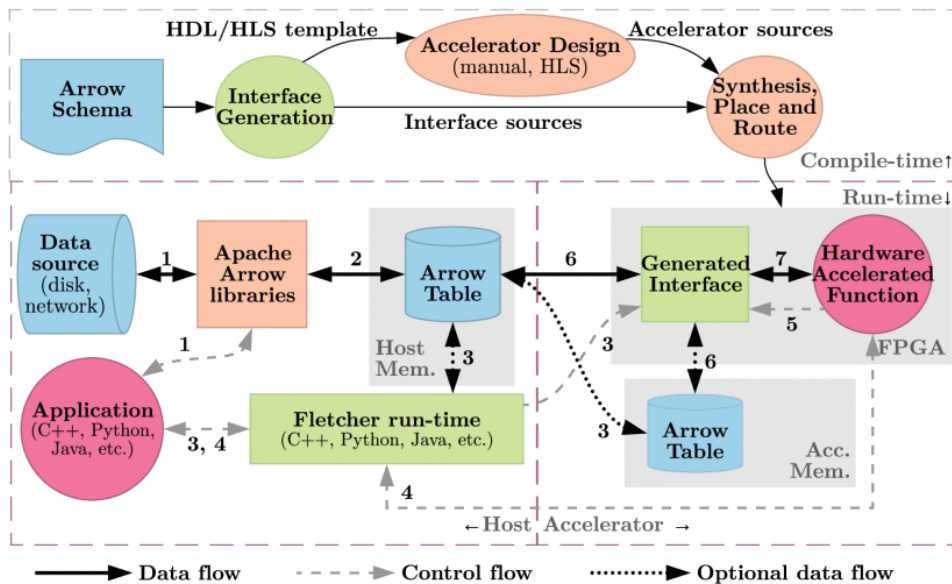 HDL/HLS template
Accelerator Design
(manual, HLS)
Accelerator sources
Arrow
Schema
Interface
Generation
Interface sources
Synthesis,
Place and
Route
Compile-time↑
Run-time↓
Data
source
(disk,
network)
1
Apache
Arrow
libraries
2
Arrow
Table
6
Generated
Interface
7
Hardware
Accelerated
Function
1
Host
Mem.
3
3
5
FPGA
6
Application
(C++, Python,
Java, etc.)
3, 4
Fletcher run-time
(C++, Python, Java, etc.)
3
Arrow
Table
Acc.
Mem.
4
←Host Accelerator →
Data flow
Control flow
Optional data flow